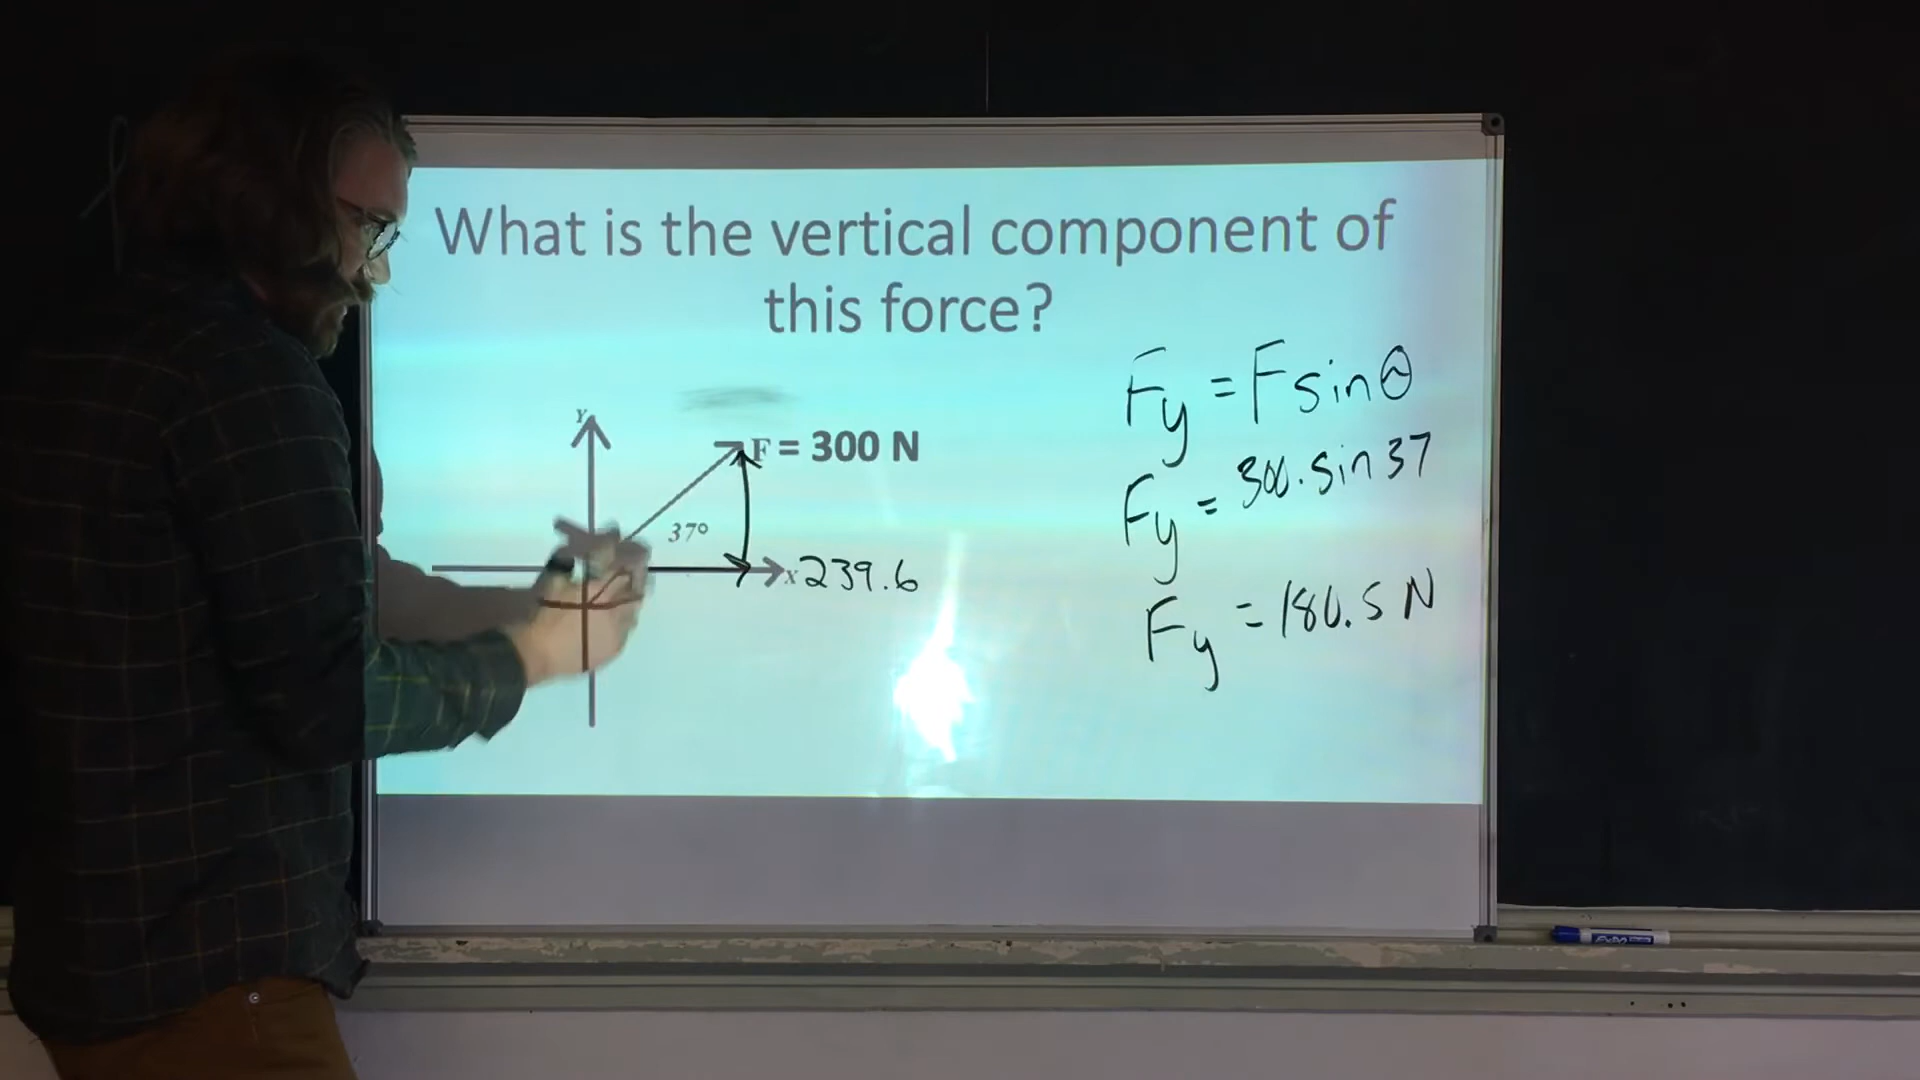 What is the vertical component of
this force?
Y
F = 300 N
37°
x 239.6
Fy = F sin θ
Fy = 300 · sin 37
Fy = 180.5 N
EXPO